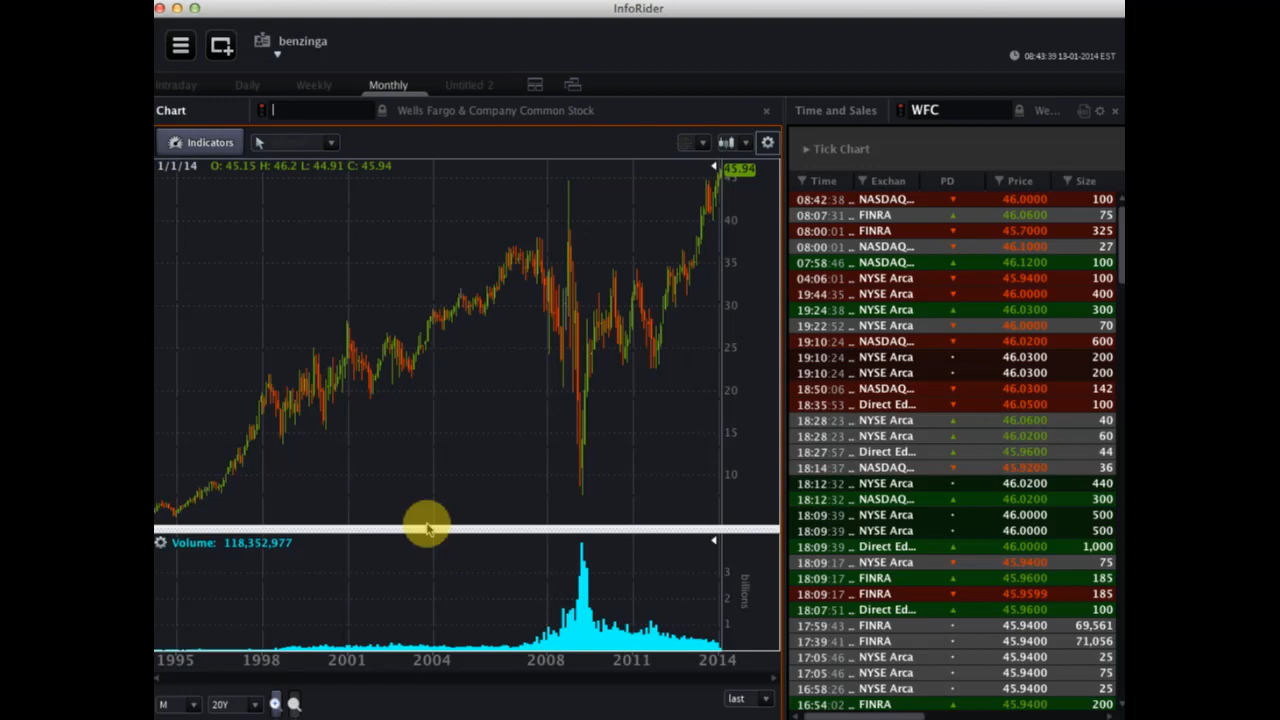 InfoRider
benzinga
08:43:39 13-01-2014 EST
ntraday Daily Weekly Monthly Untitled 2
Chart Wells Fargo & Company Common Stock
Time and Sales WFC We...
Indicators
Tick Chart
1/1/14 O: 45.15 H: 46.2 L: 44.91 C: 45.94
45.94
45
40
35
30
25
20
15
10
Volume: 118,352,977
3
2
1
billions
1995 1998 2001 2004 2008 2011 2014
M 20Y last
Time Exchan PD Price Size
08:42:38 .. NASDAQ... 46.0000 100
08:07:31 .. FINRA 46.0600 75
08:00:01 .. FINRA 45.7000 325
08:00:01 .. NASDAQ... 46.1000 27
07:58:46 .. NASDAQ... 46.1200 100
04:06:01 .. NYSE Arca 45.9400 100
19:44:35 .. NYSE Arca 46.0000 400
19:24:38 .. NYSE Arca 46.0300 300
19:22:52 .. NYSE Arca 46.0000 70
19:10:24 .. NASDAQ... 46.0200 600
19:10:24 .. NYSE Arca 46.0300 200
19:10:24 .. NYSE Arca 46.0300 200
18:50:06 .. NASDAQ... 46.0300 142
18:35:53 .. Direct Ed... 46.0500 100
18:28:23 .. NYSE Arca 46.0600 40
18:28:23 .. NYSE Arca 46.0200 60
18:27:57 .. Direct Ed... 45.9600 44
18:14:37 .. NASDAQ... 45.9200 36
18:12:32 .. NYSE Arca 46.0200 440
18:12:32 .. NASDAQ... 46.0200 300
18:09:39 .. NYSE Arca 46.0000 500
18:09:39 .. NYSE Arca 46.0000 500
18:09:39 .. Direct Ed... 46.0000 1,000
18:09:17 .. NYSE Arca 45.9400 75
18:09:17 .. FINRA 45.9600 185
18:09:17 .. FINRA 45.9599 185
18:07:51 .. Direct Ed... 45.9600 100
17:59:43 .. FINRA 45.9400 69,561
17:39:41 .. FINRA 45.9400 71,056
17:05:46 .. NYSE Arca 45.9400 25
17:05:46 .. NYSE Arca 45.9400 75
16:58:26 .. NYSE Arca 45.9400 25
16:54:02 .. FINRA 45.9400 200